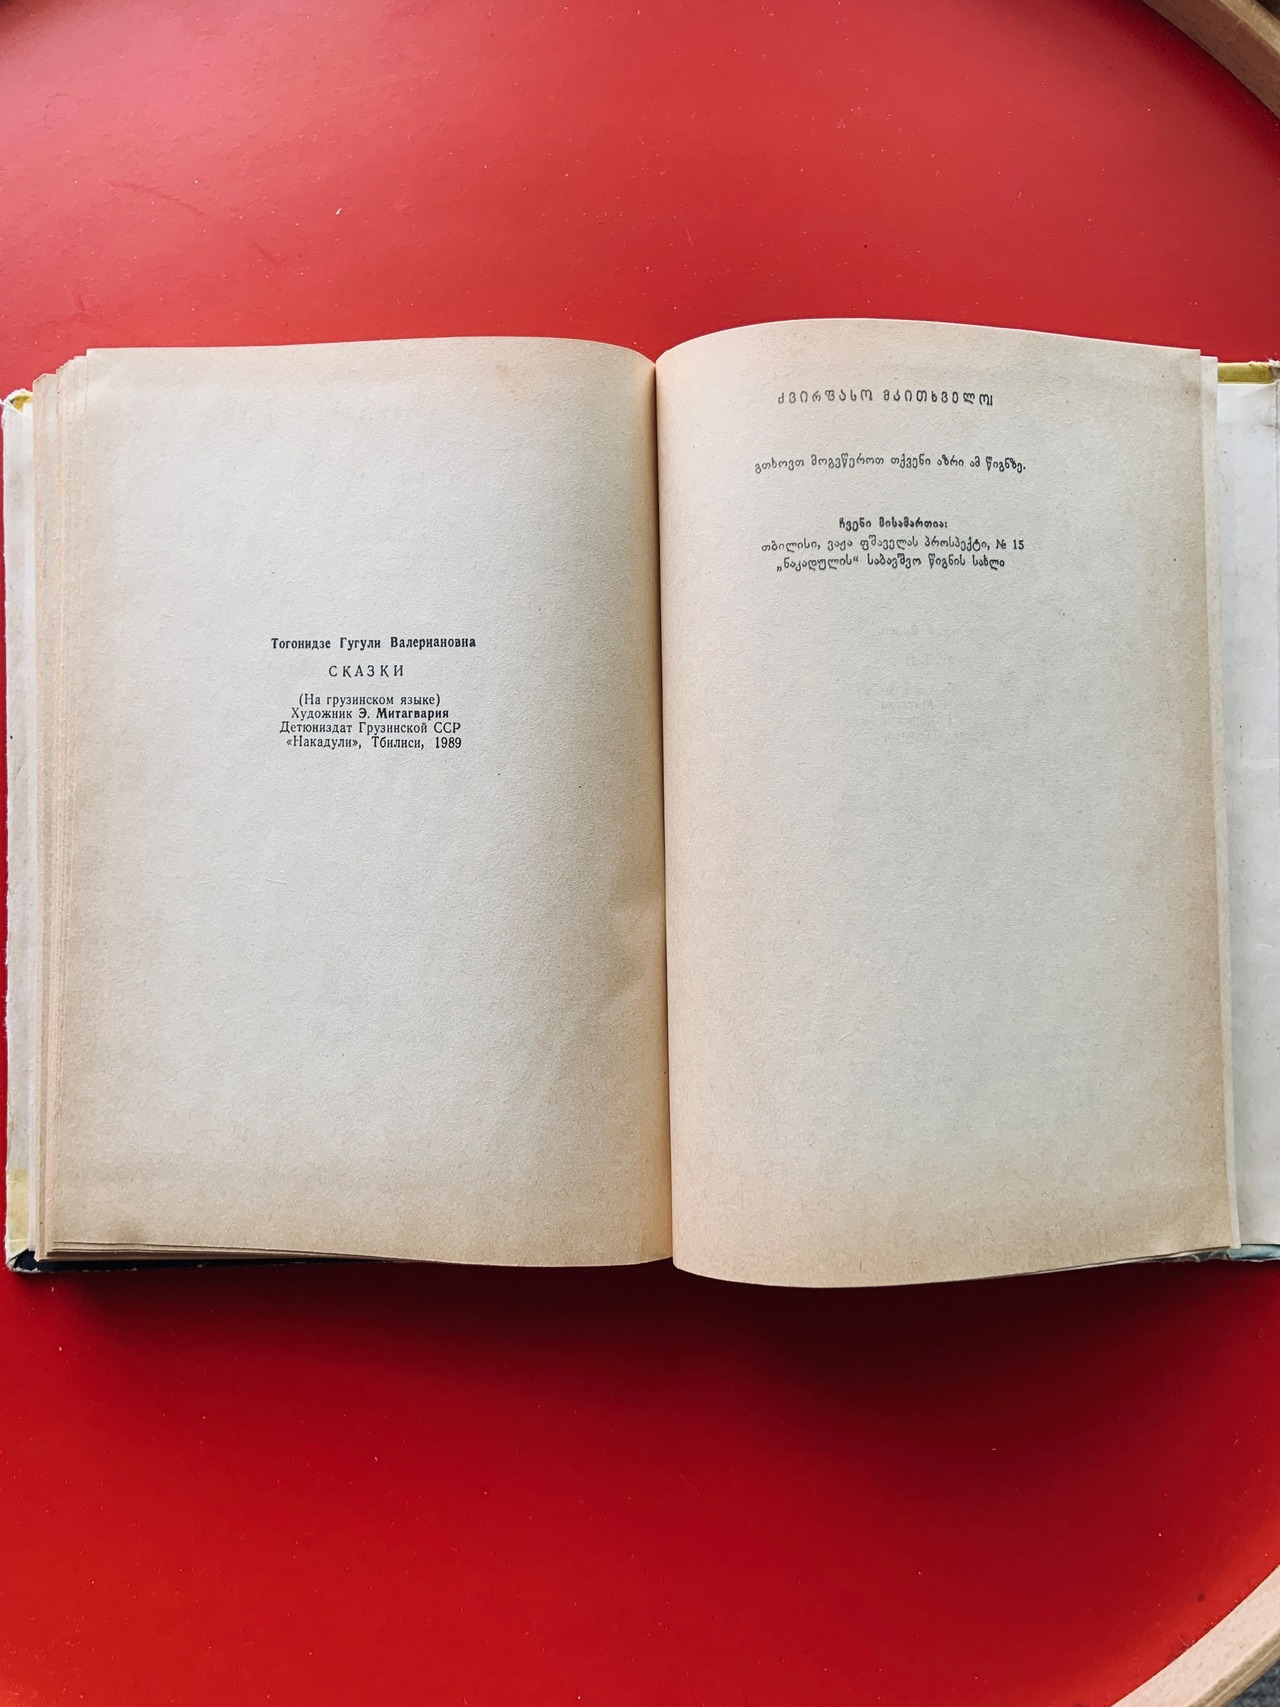 Тогонидзе Гугули Валериановна
СКАЗКИ
(На грузинском языке)
Художник Э. Митагвария
Детюниздат Грузинской ССР
«Накадули», Тбилиси, 1989
ძვირფასო მკითხველო!
გთხოვთ მოგვწეროთ თქვენი აზრი ამ წიგნზე.
ჩვენი მისამართია:
თბილისი, ვაჟა ფშაველას პროსპექტი, № 15
„ნაკადულის“ საბავშვო წიგნის სახლი